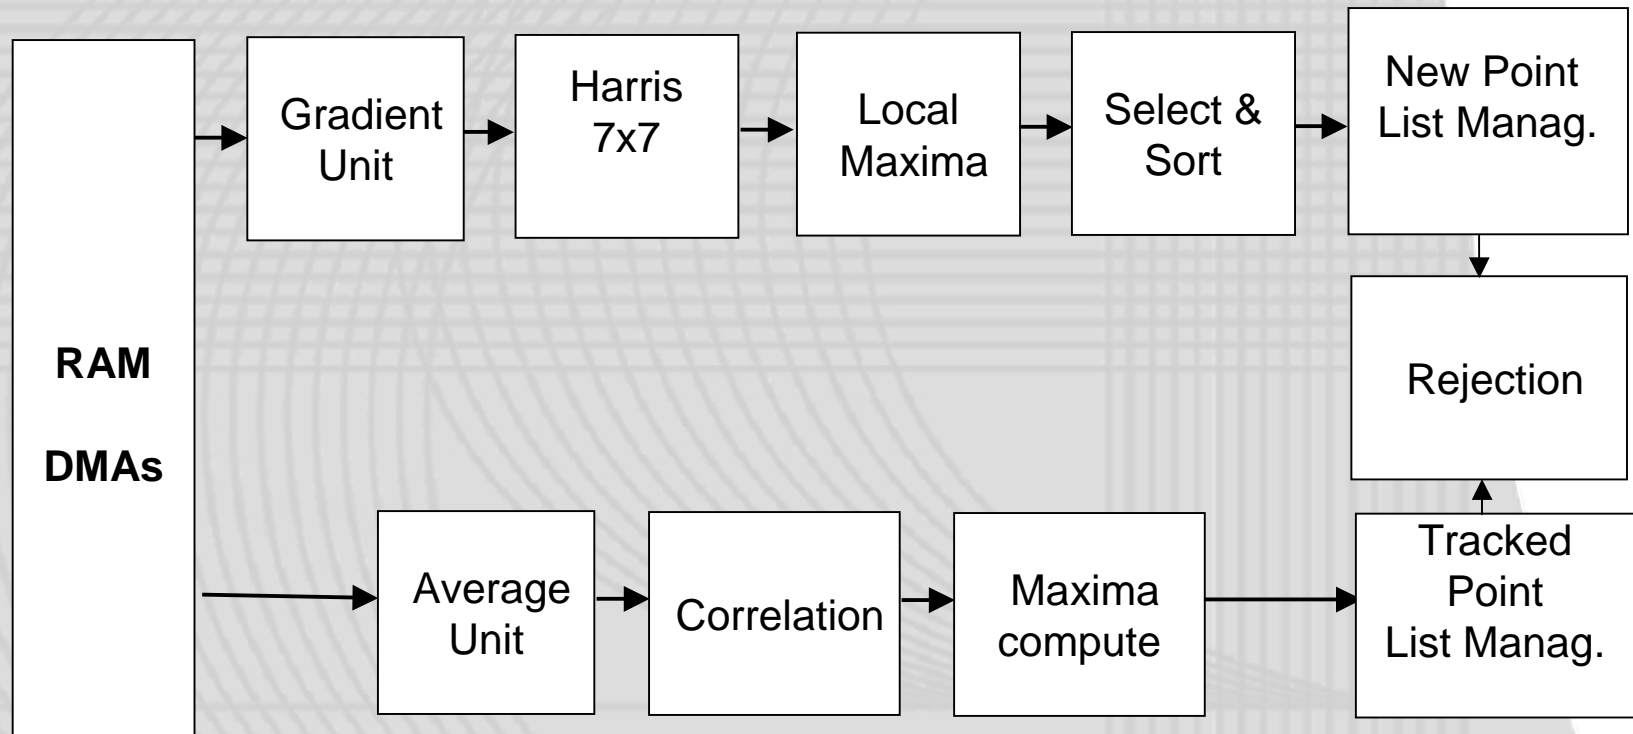 RAM
DMAs
Gradient
Unit
Harris
7x7
Local
Maxima
Select &
Sort
New Point
List Manag.
Rejection
Average
Unit
Correlation
Maxima
compute
Tracked
Point
List Manag.